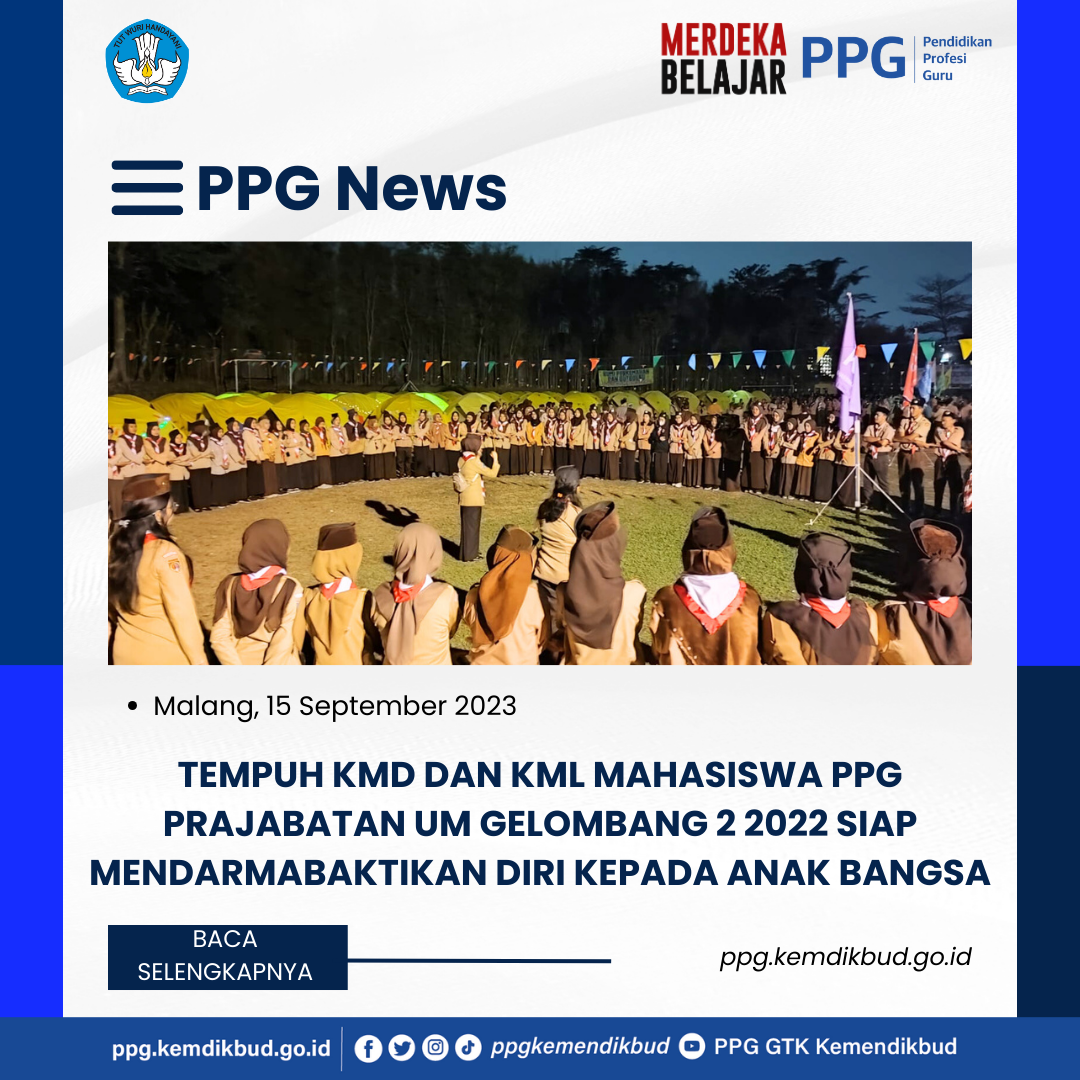 TUT WURI HANDAYANI
MERDEKA
BELAJAR
PPG
Pendidikan
Profesi
Guru
PPG News
Malang, 15 September 2023
TEMPUH KMD DAN KML MAHASISWA PPG
PRAJABATAN UM GELOMBANG 2 2022 SIAP
MENDARMABAKTIKAN DIRI KEPADA ANAK BANGSA
BACA
SELENGKAPNYA
ppg.kemdikbud.go.id
ppg.kemdikbud.go.id
ppgkemendikbud
PPG GTK Kemendikbud